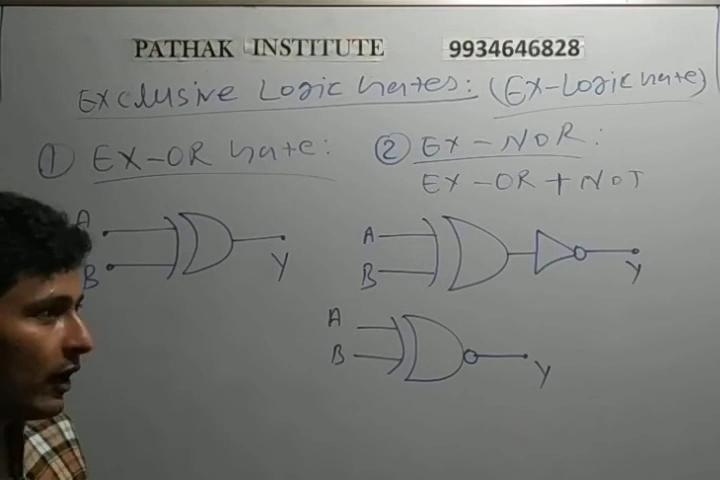 PATHAK INSTITUTE 9934646828
Exclusive Logic Gates: (Ex-Logic Gate)
① EX-OR Gate:
② EX-NOR:
EX-OR + NOT
A
B
Y
A
B
Y
A
B
Y